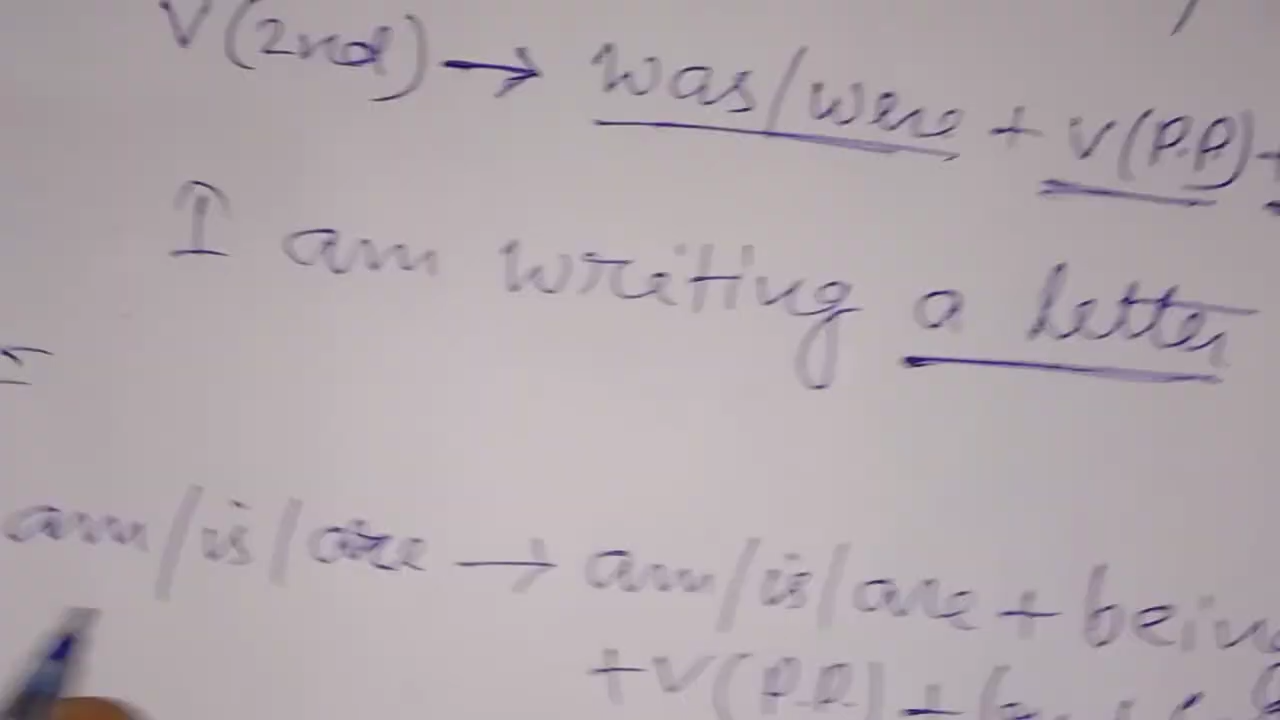 V (2nd) → was/were + V (P.P) +
I am writing a letter
am/is/are → am/is/are + being
+V (P.P) +